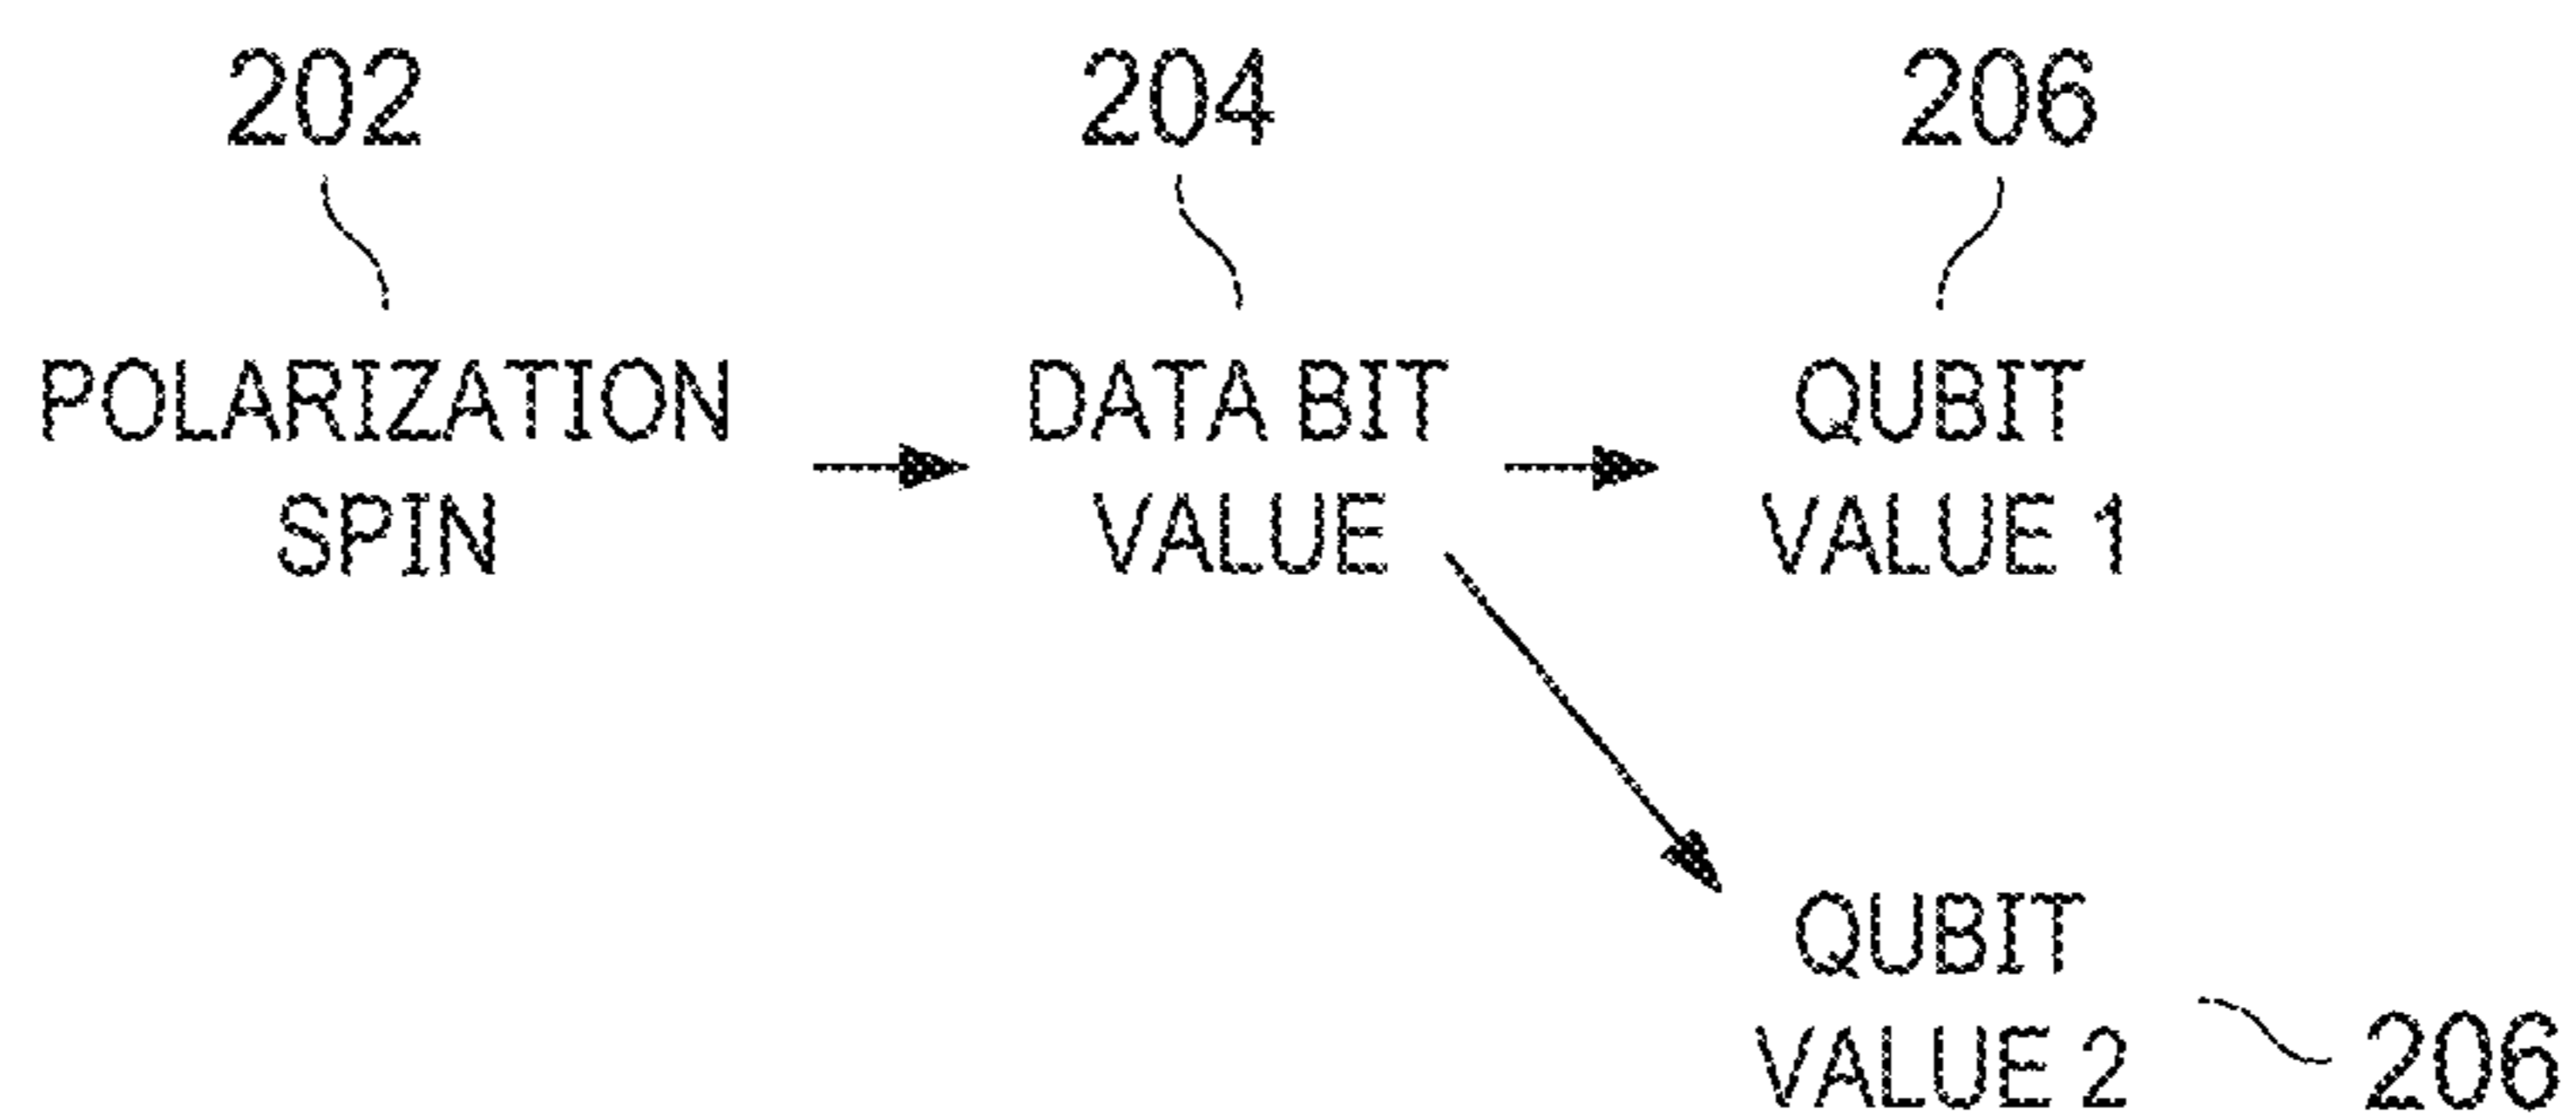 202
204
206
POLARIZATION
SPIN
DATA BIT
VALUE
QUBIT
VALUE 1
QUBIT
VALUE 2
206